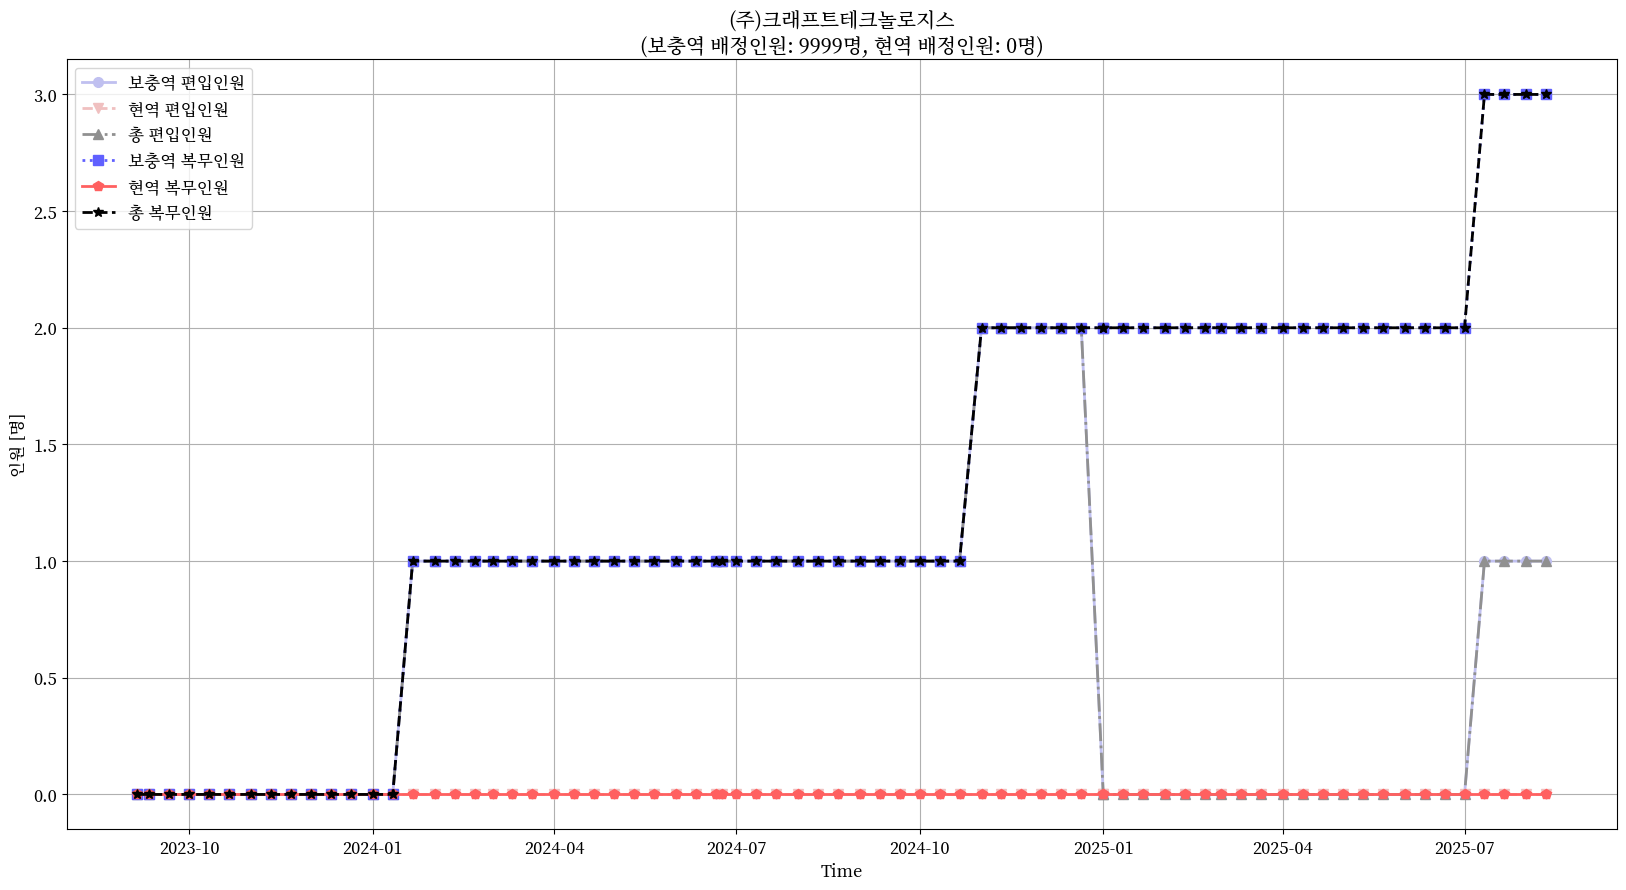 (주)크래프트테크놀로지스
(보충역 배정인원: 9999명, 현역 배정인원: 0명)
보충역 편입인원
현역 편입인원
총 편입인원
보충역 복무인원
현역 복무인원
총 복무인원
3.0
2.5
2.0
1.5
1.0
0.5
0.0
인원 [명]
2023-10
2024-01
2024-04
2024-07
2024-10
2025-01
2025-04
2025-07
Time